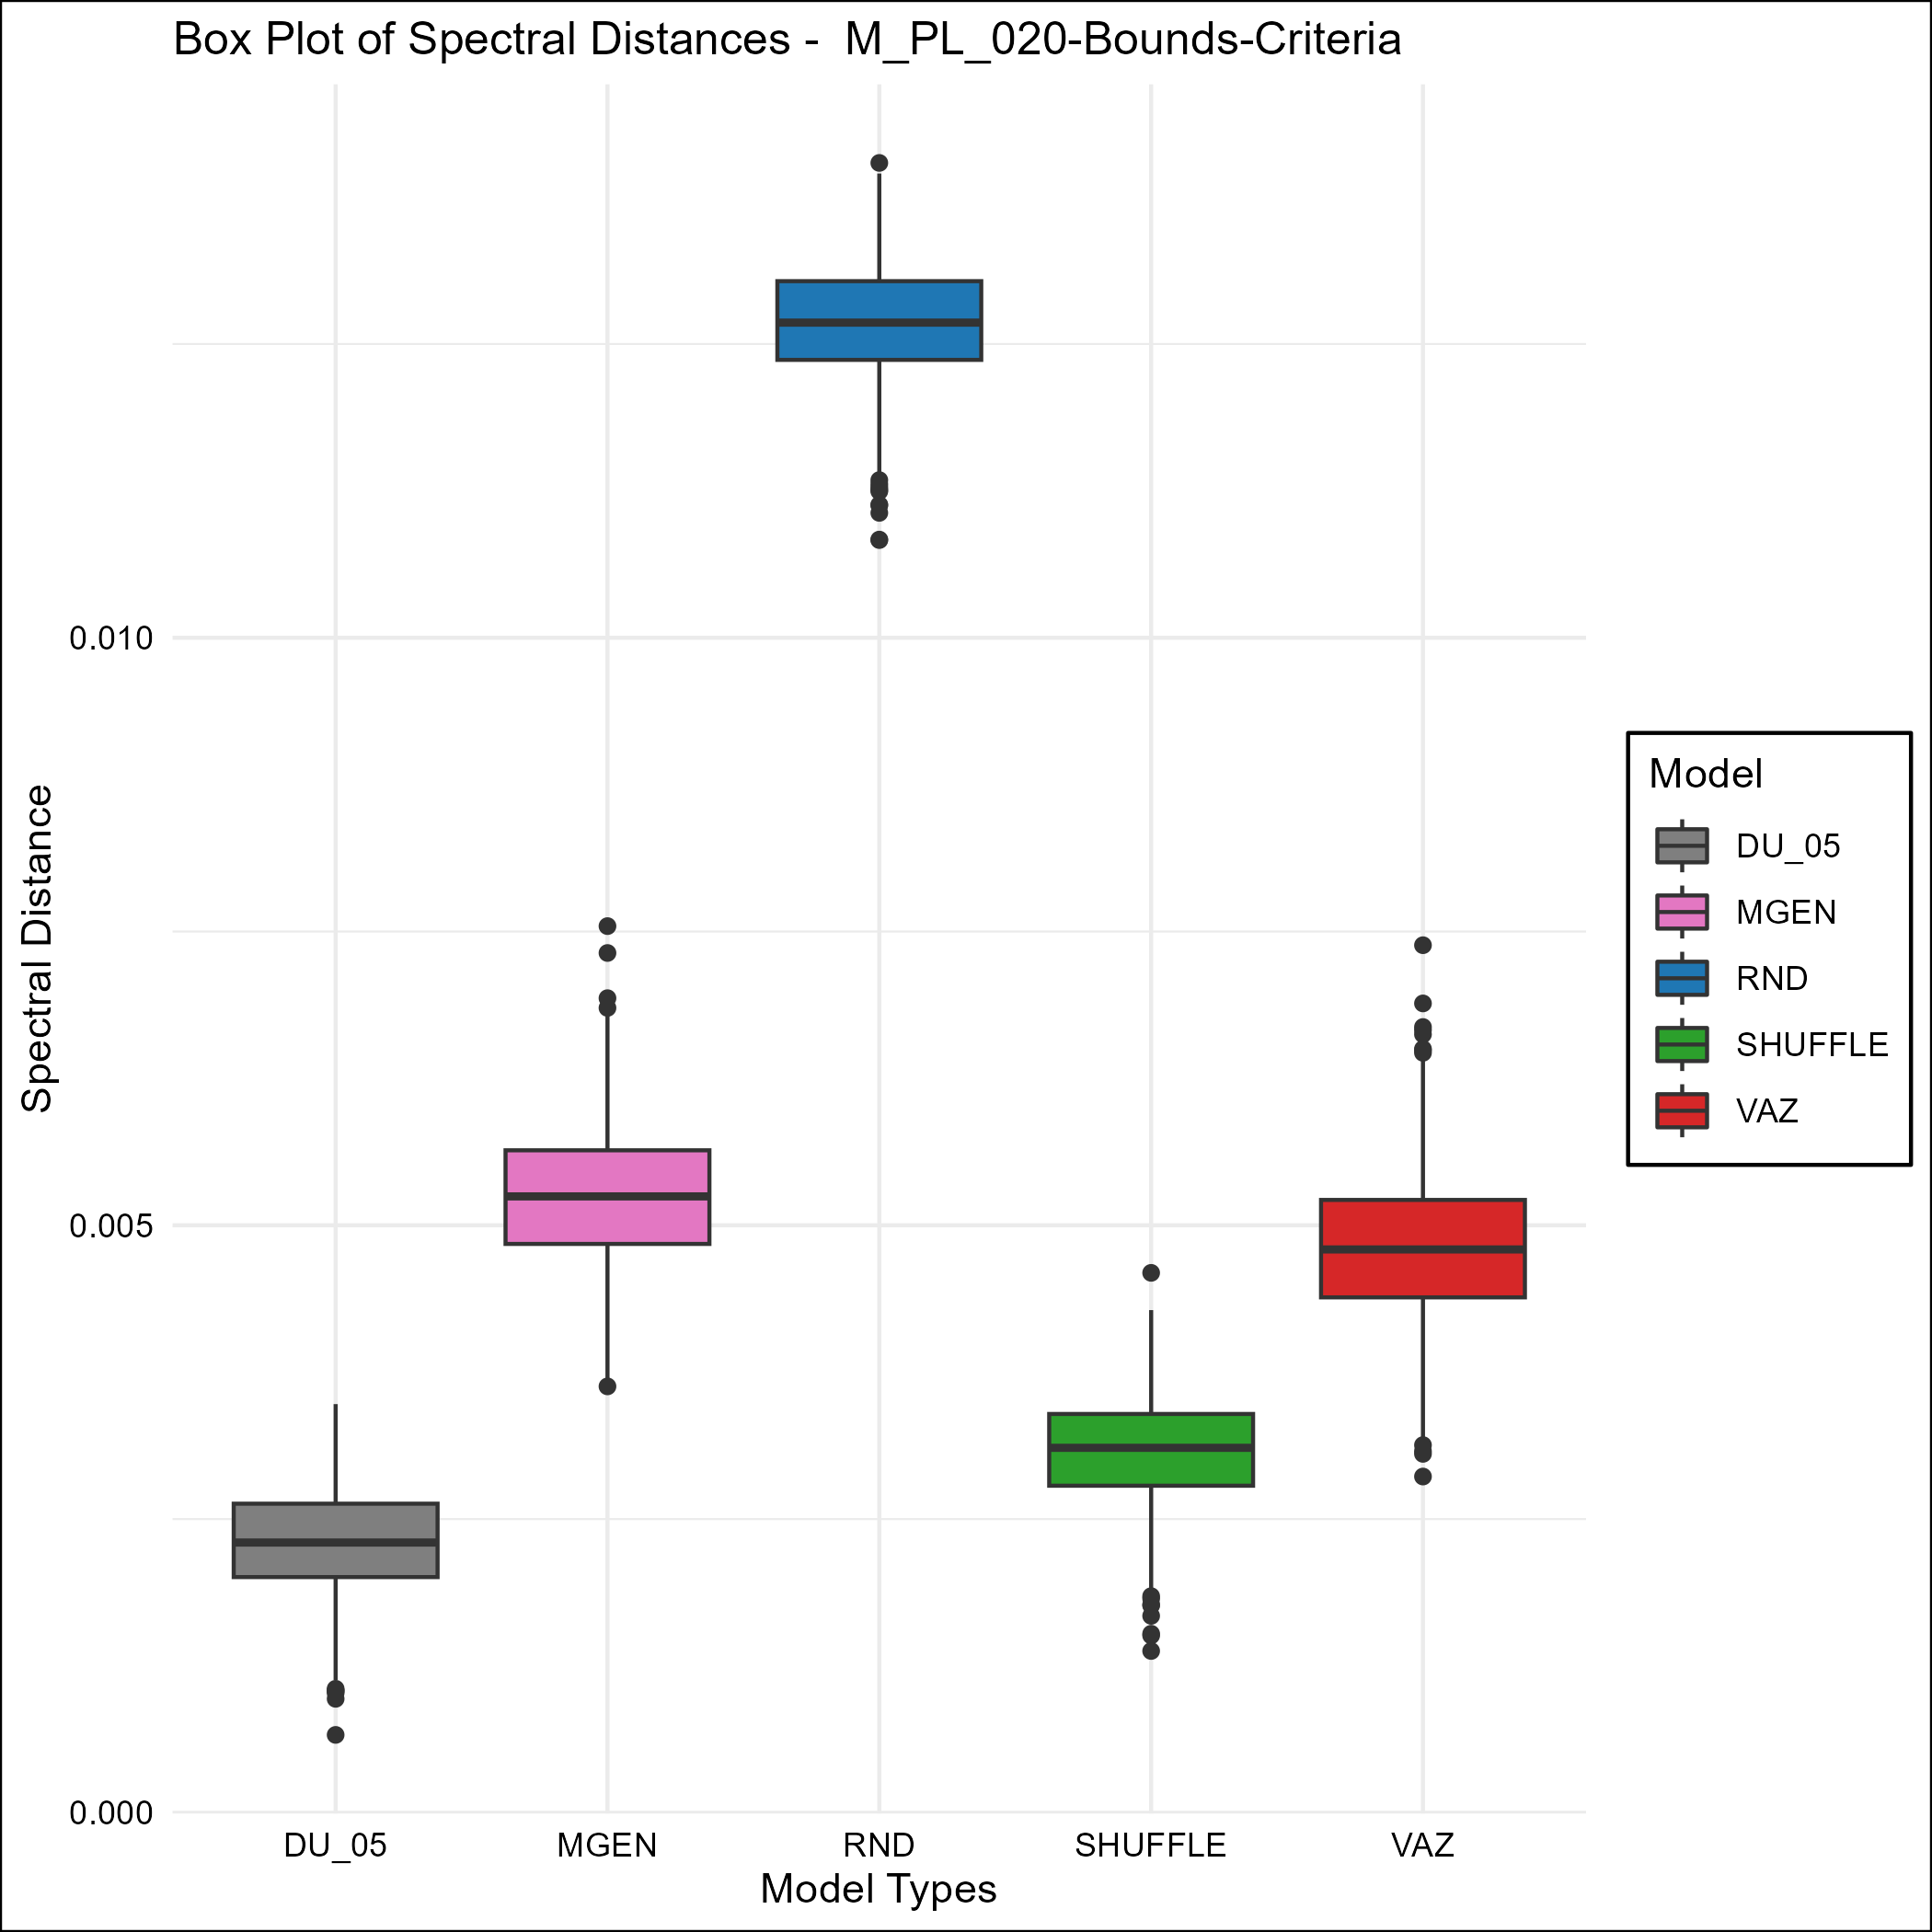 Box Plot of Spectral Distances -  M_PL_020-Bounds-Criteria
Spectral Distance
0.010
0.005
0.000
DU_05
MGEN
RND
SHUFFLE
VAZ
Model Types
Model
DU_05
MGEN
RND
SHUFFLE
VAZ